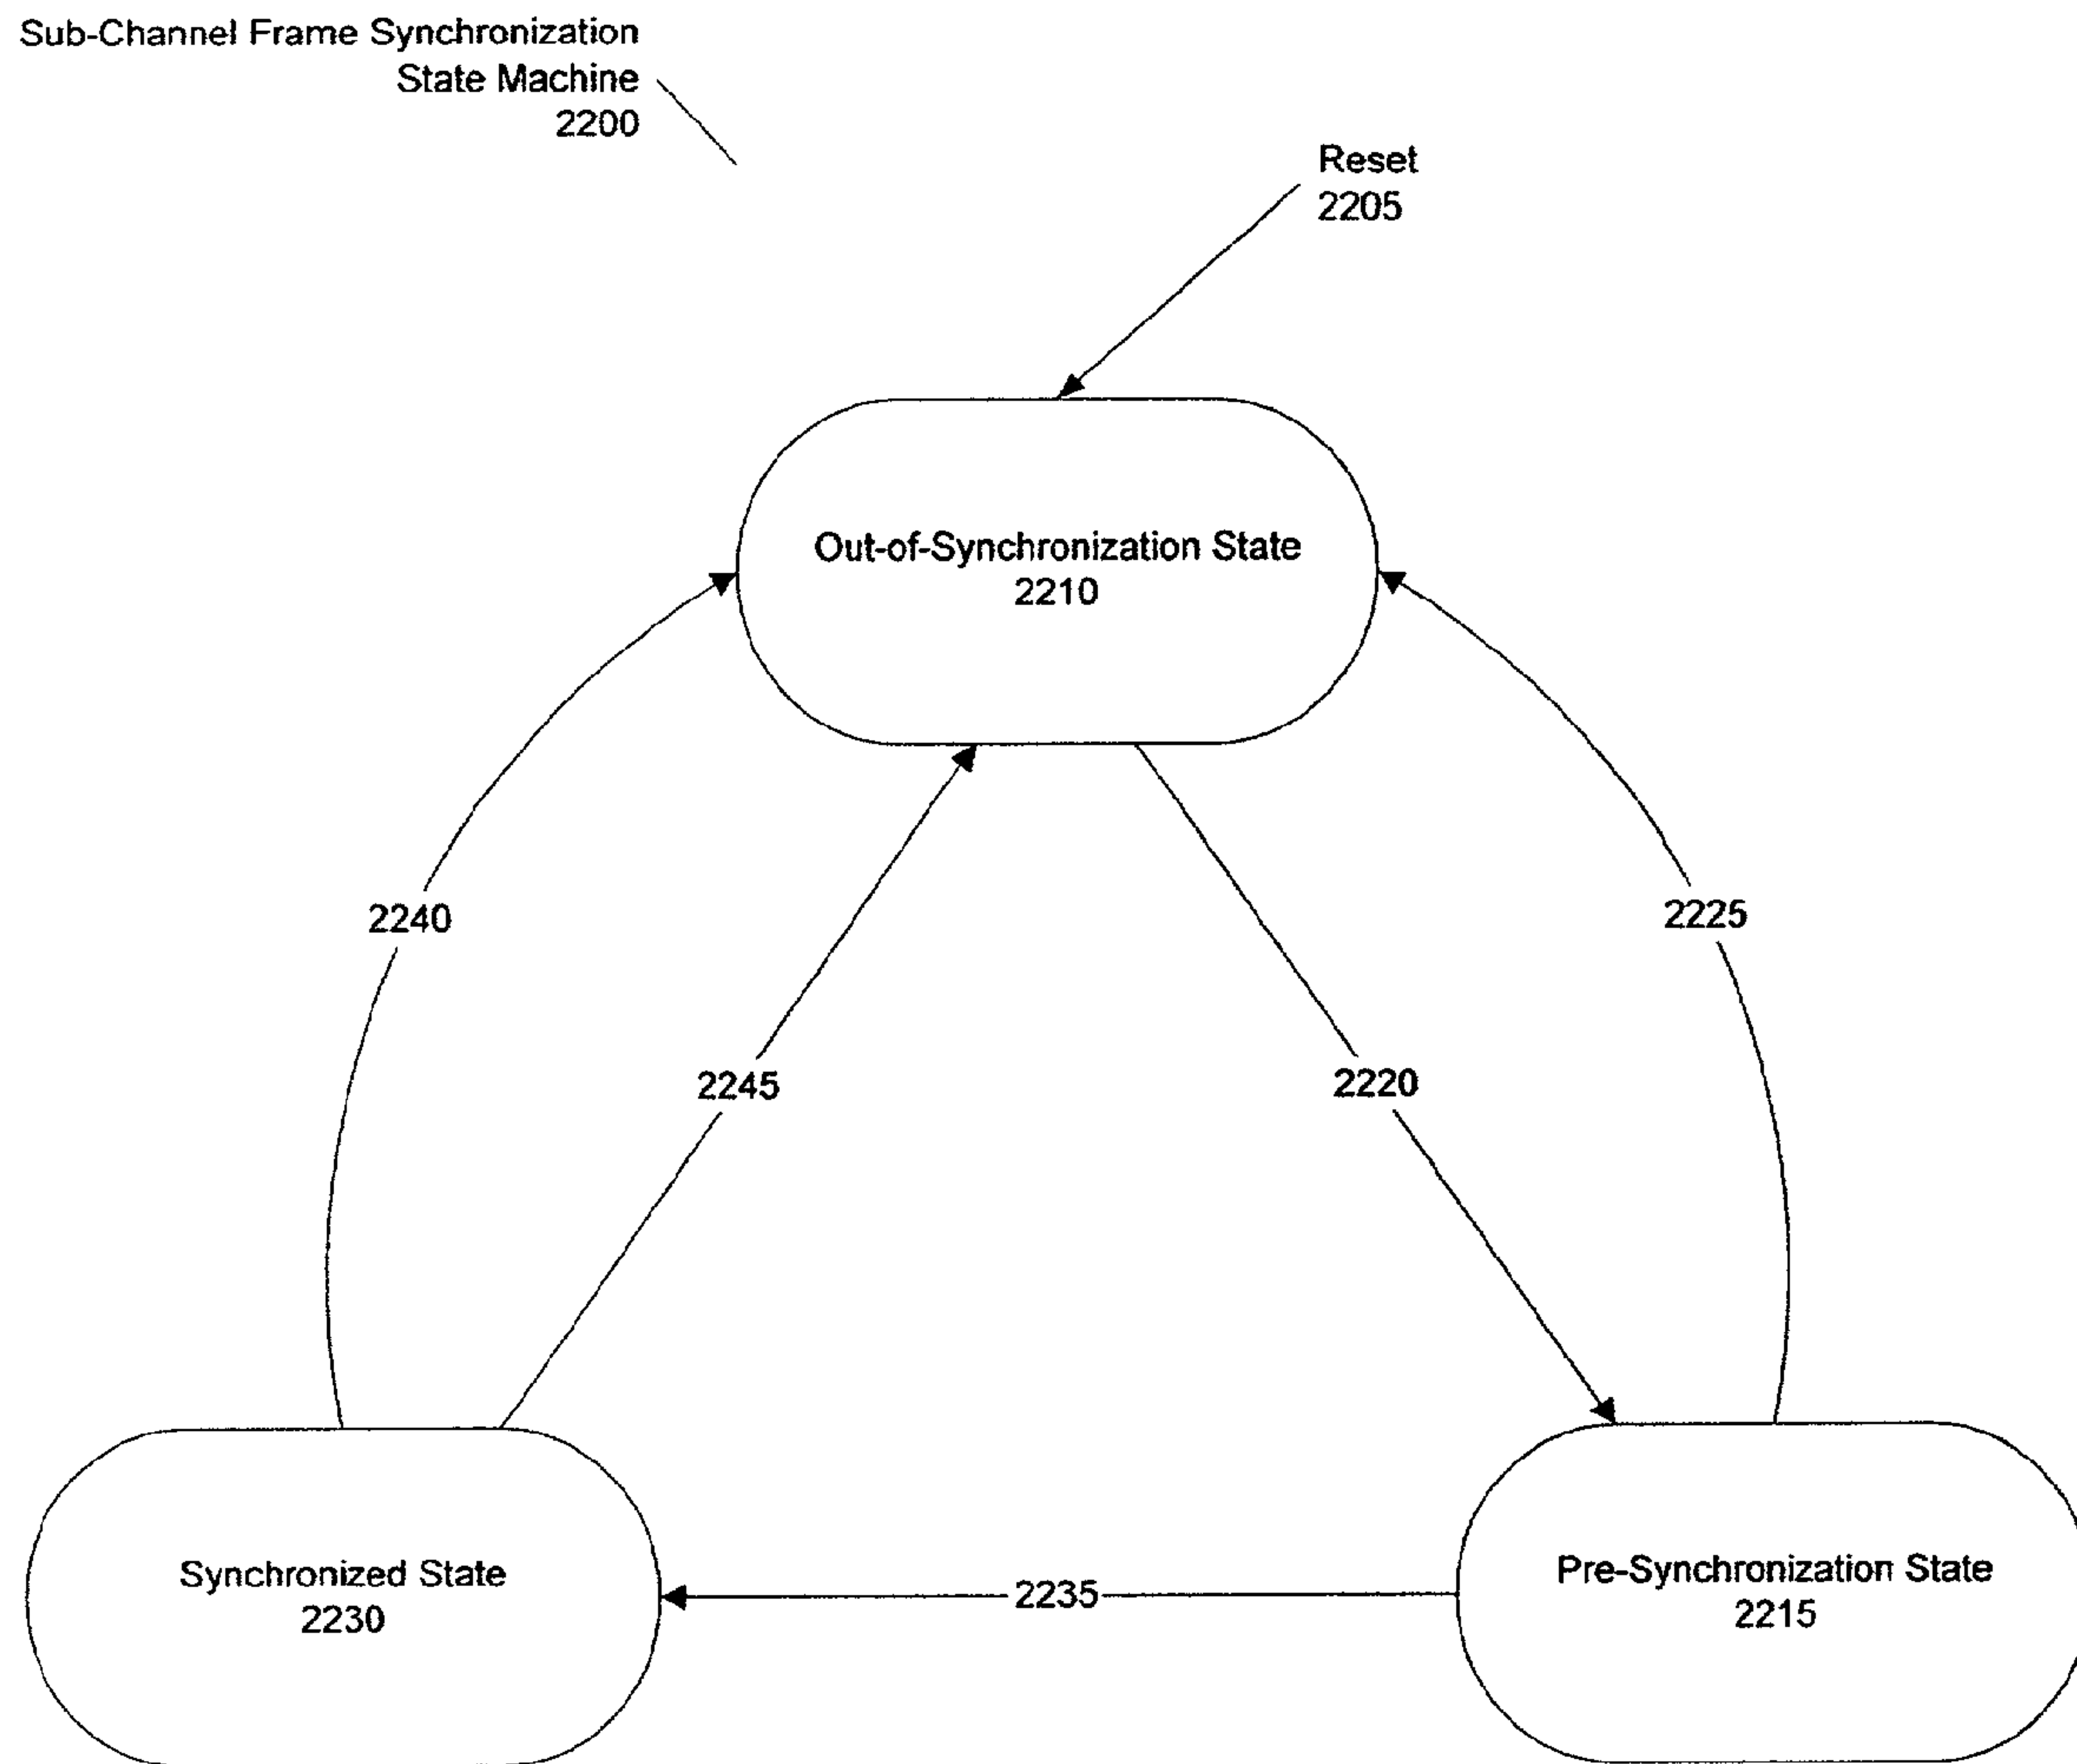 Sub-Channel Frame Synchronization
State Machine
2200
Reset
2205
Out-of-Synchronization State
2210
2240
2225
2245
2220
Synchronized State
2230
2235
Pre-Synchronization State
2215